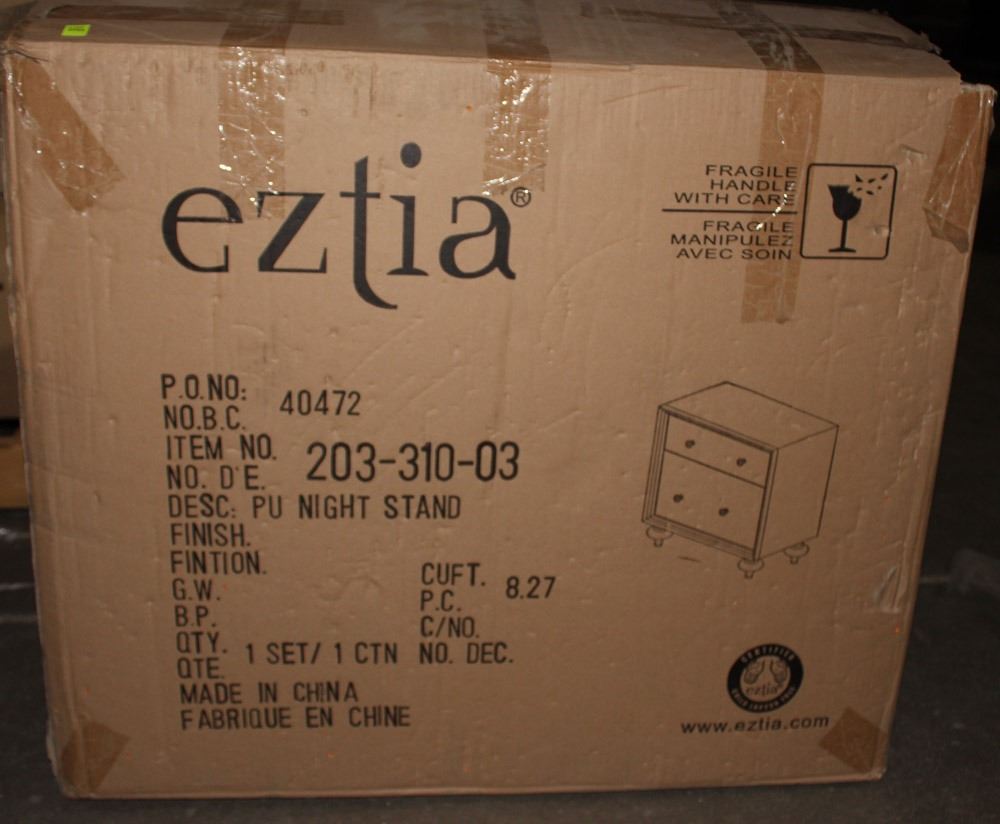 eztia®
FRAGILE
HANDLE
WITH CARE
FRAGILE
MANIPULEZ
AVEC SOIN
P.O.NO: 40472
NO.B.C.
ITEM NO. 203-310-03
NO. D'E.
DESC: PU NIGHT STAND
FINISH.
FINTION.
G.W. CUFT. 8.27
B.P. P.C.
QTY. 1 SET/ 1 CTN C/NO.
QTE. NO. DEC.
MADE IN CHINA
FABRIQUE EN CHINE
CERTIFIED
eztia
www.eztia.com